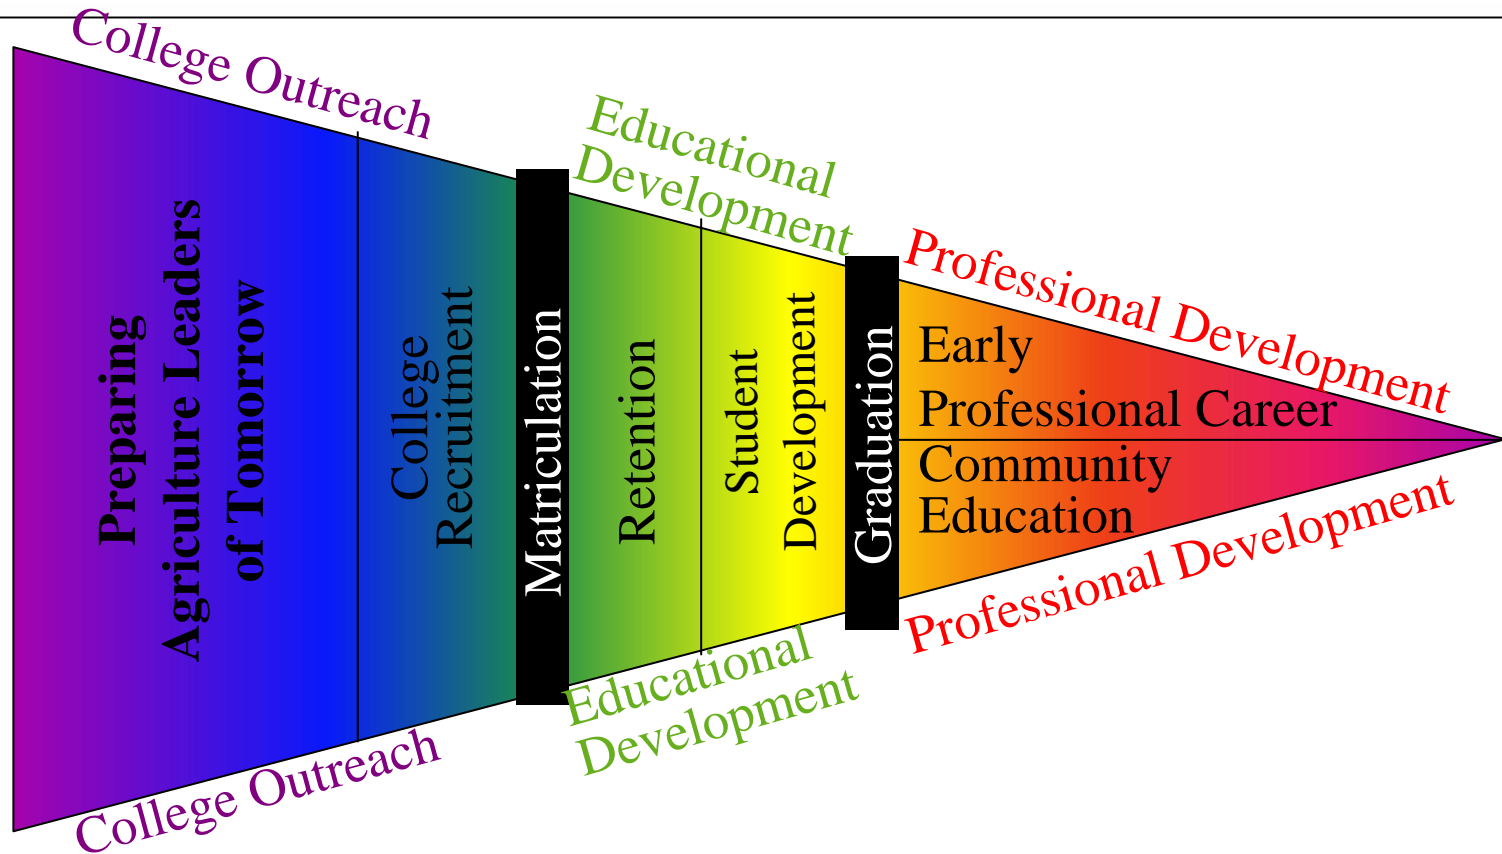 College Outreach
Preparing
Agriculture Leaders
of Tomorrow
College
Recruitment
College Outreach
Matriculation
Educational
Development
Retention
Student
Development
Educational
Development
Graduation
Professional Development
Early
Professional Career
Community
Education
Professional Development